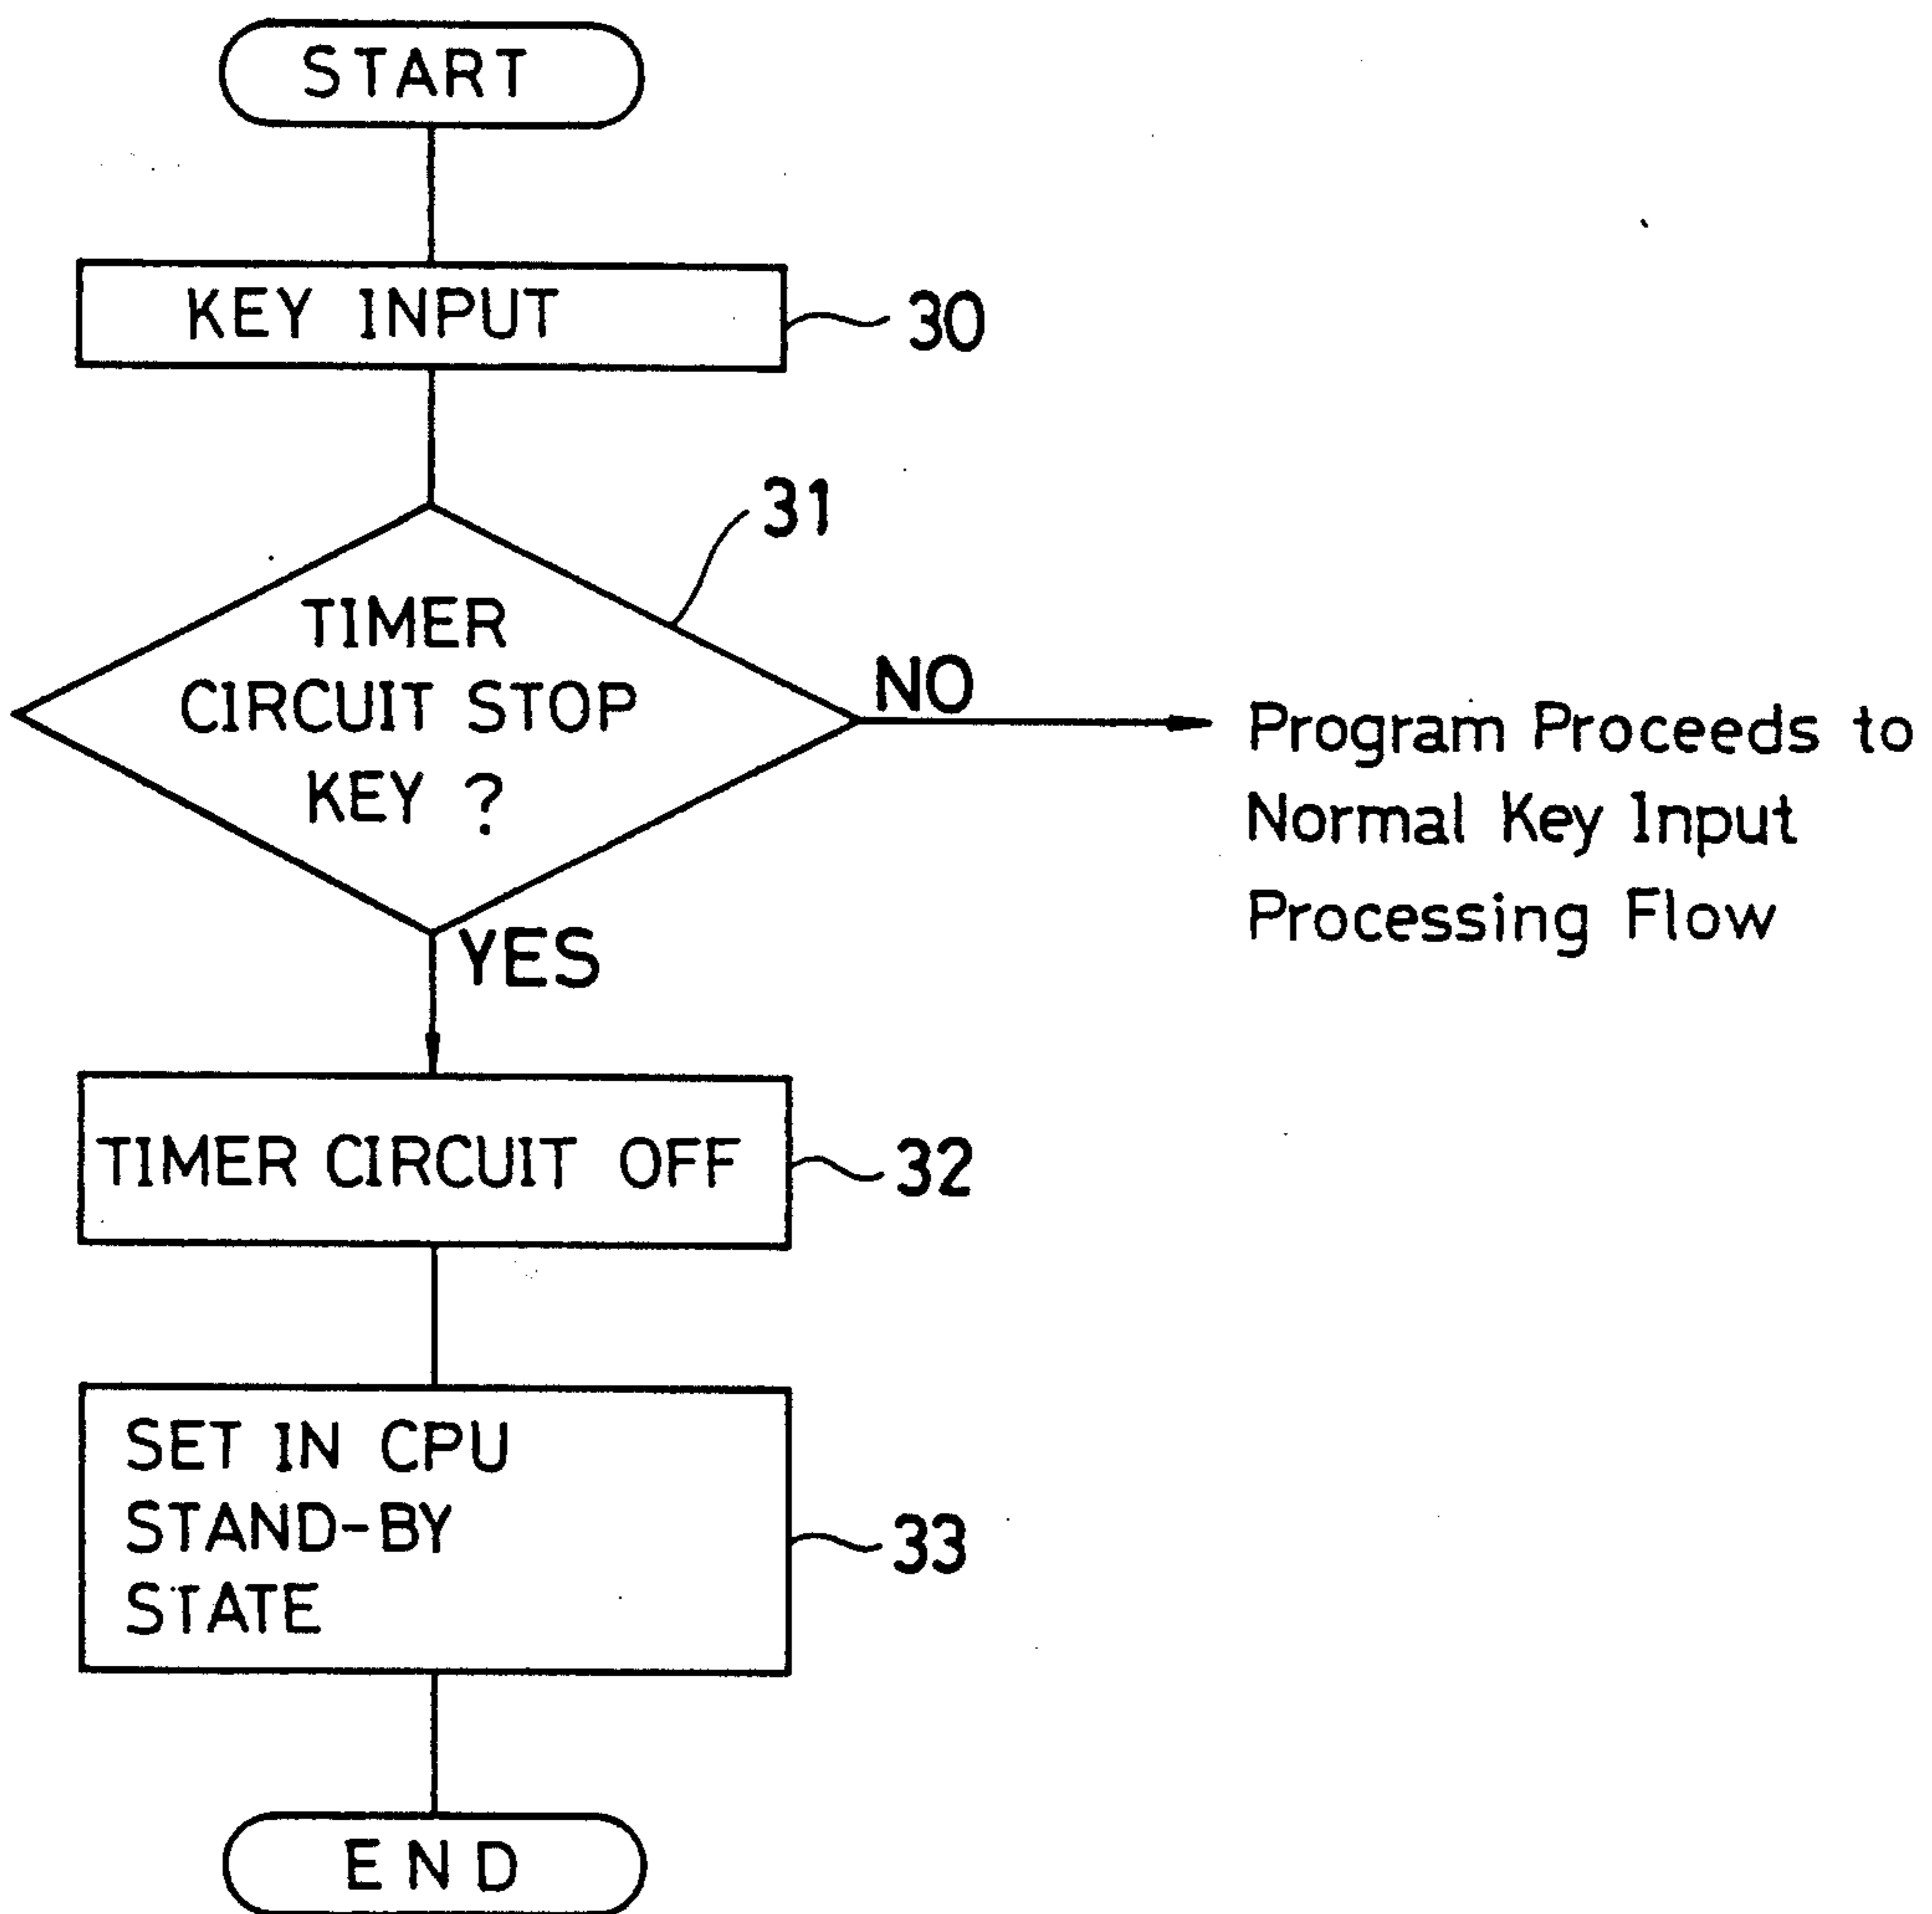 START
KEY INPUT
30
31
TIMER
CIRCUIT STOP
KEY ?
NO
Program Proceeds to
Normal Key Input
Processing Flow
YES
TIMER CIRCUIT OFF
32
SET IN CPU
STAND-BY
STATE
33
END